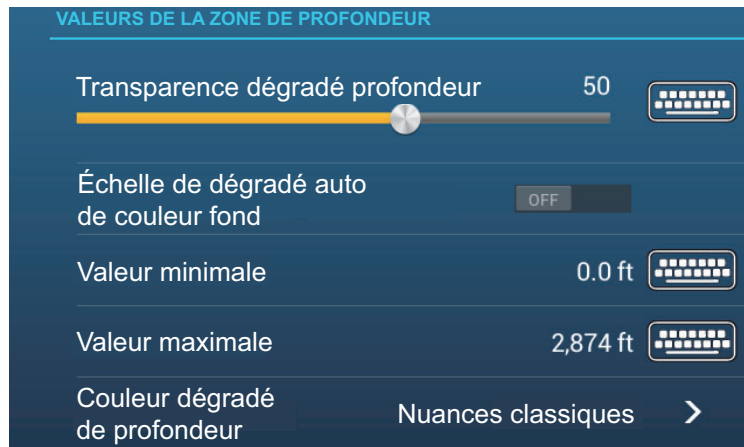 VALEURS DE LA ZONE DE PROFONDEUR
Transparence dégradé profondeur 50
Échelle de dégradé auto
de couleur fond
OFF
Valeur minimale 0.0 ft
Valeur maximale 2,874 ft
Couleur dégradé
de profondeur
Nuances classiques